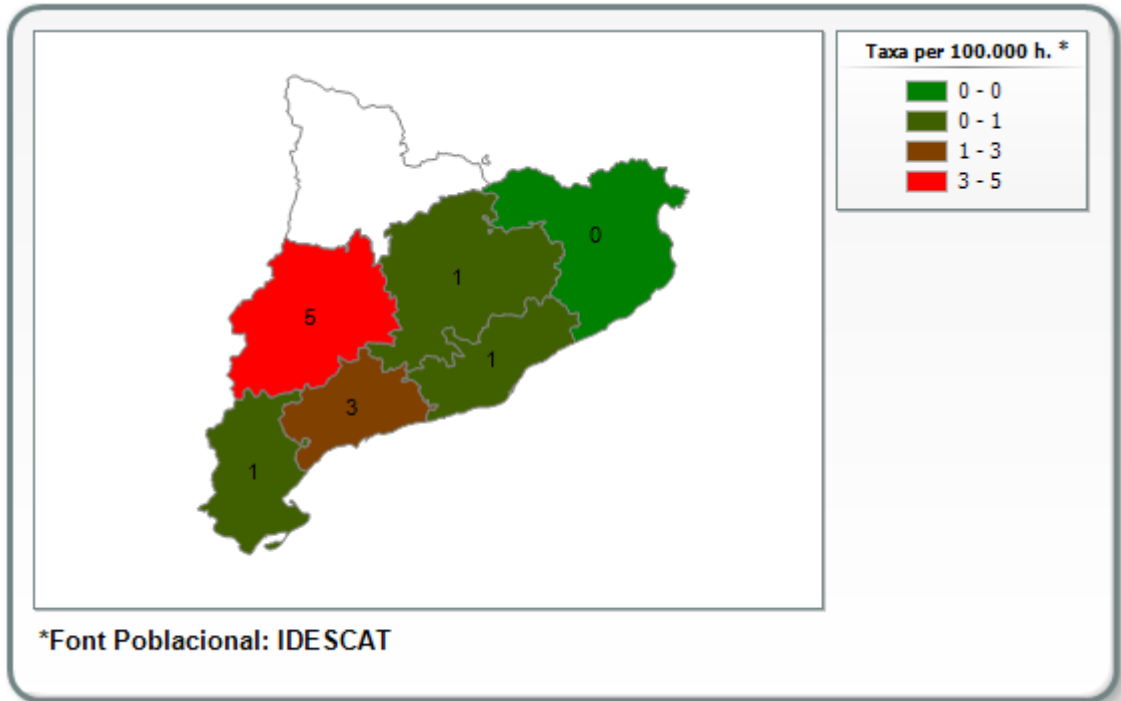 Taxa per 100.000 h. *
0 - 0
0 - 1
1 - 3
3 - 5
0
1
5
1
3
1
*Font Poblacional: IDESCAT